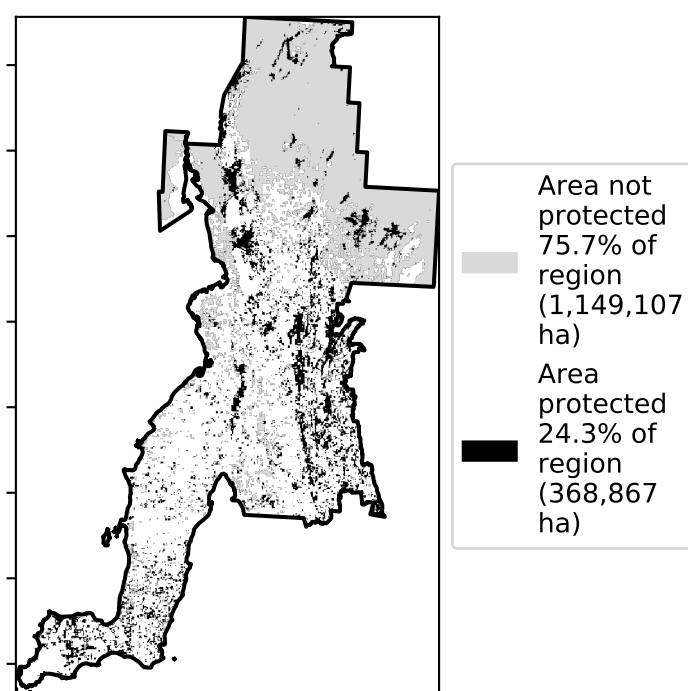 Area not
protected
75.7% of
region
(1,149,107
ha)
Area
protected
24.3% of
region
(368,867
ha)